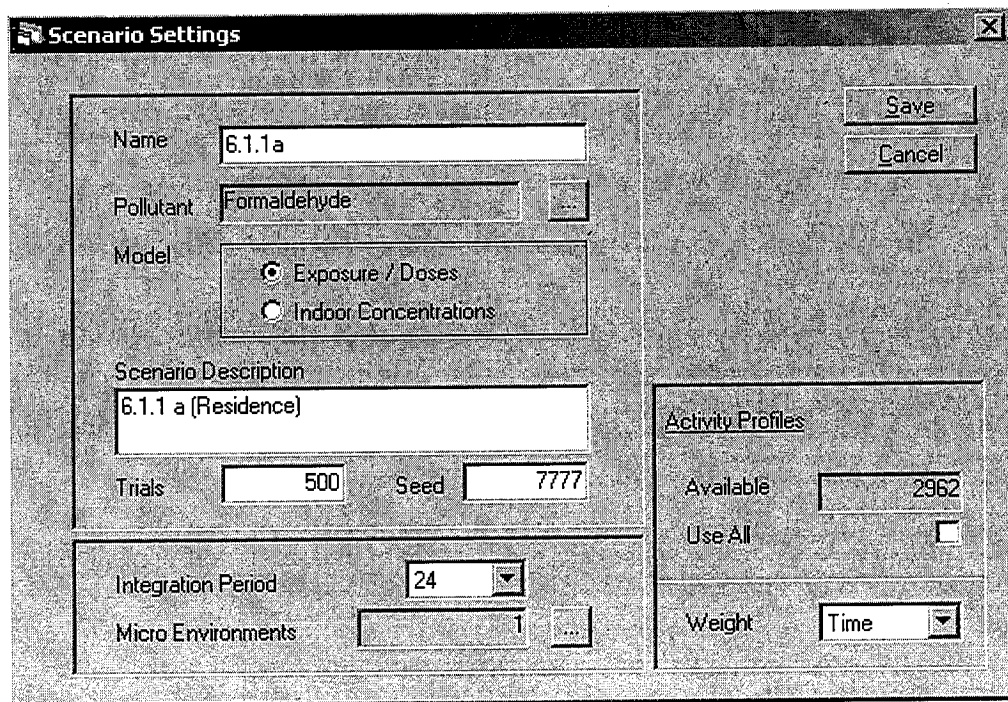 Scenario Settings
Save
Cancel
Name 6.1.1a
Pollutant Formaldehyde ...
Model
Exposure / Doses
Indoor Concentrations
Scenario Description
6.1.1 a (Residence)
Trials 500 Seed 7777
Integration Period 24
Micro Environments 1 ...
Activity Profiles
Available 2962
Use All
Weight Time